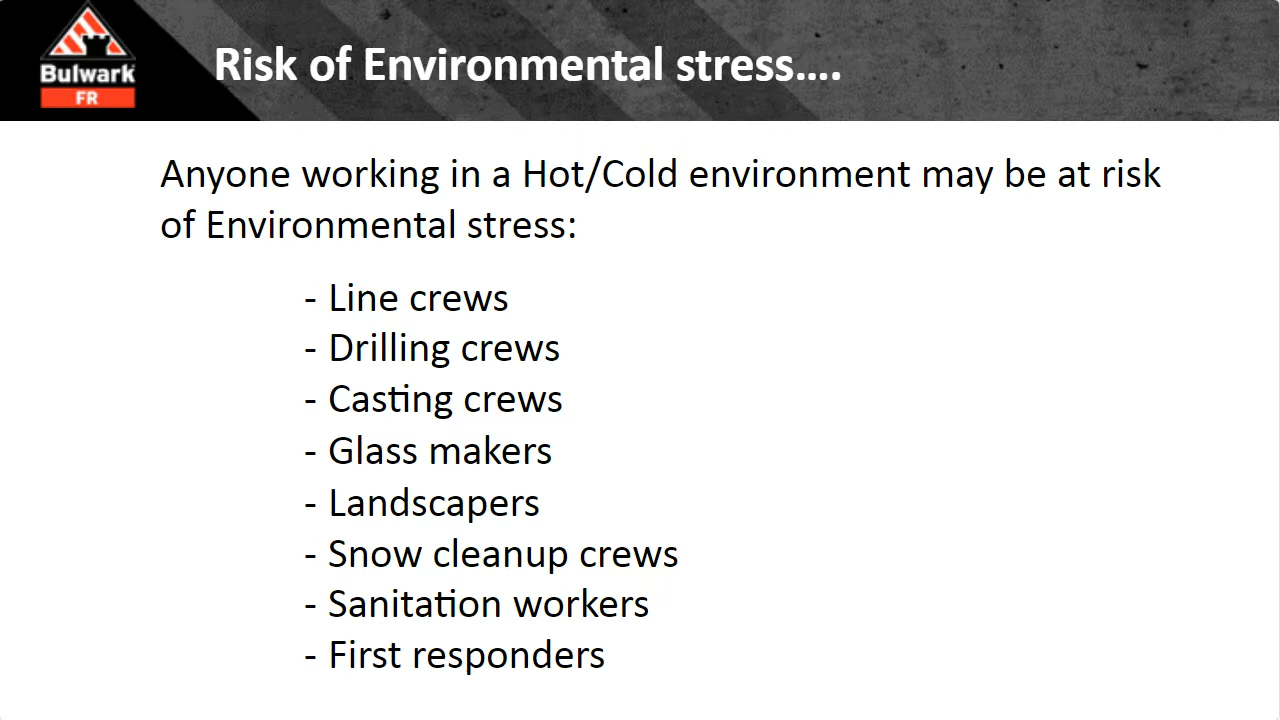 Bulwark
FR
Risk of Environmental stress....
Anyone working in a Hot/Cold environment may be at risk
of Environmental stress:
- Line crews
- Drilling crews
- Casting crews
- Glass makers
- Landscapers
- Snow cleanup crews
- Sanitation workers
- First responders